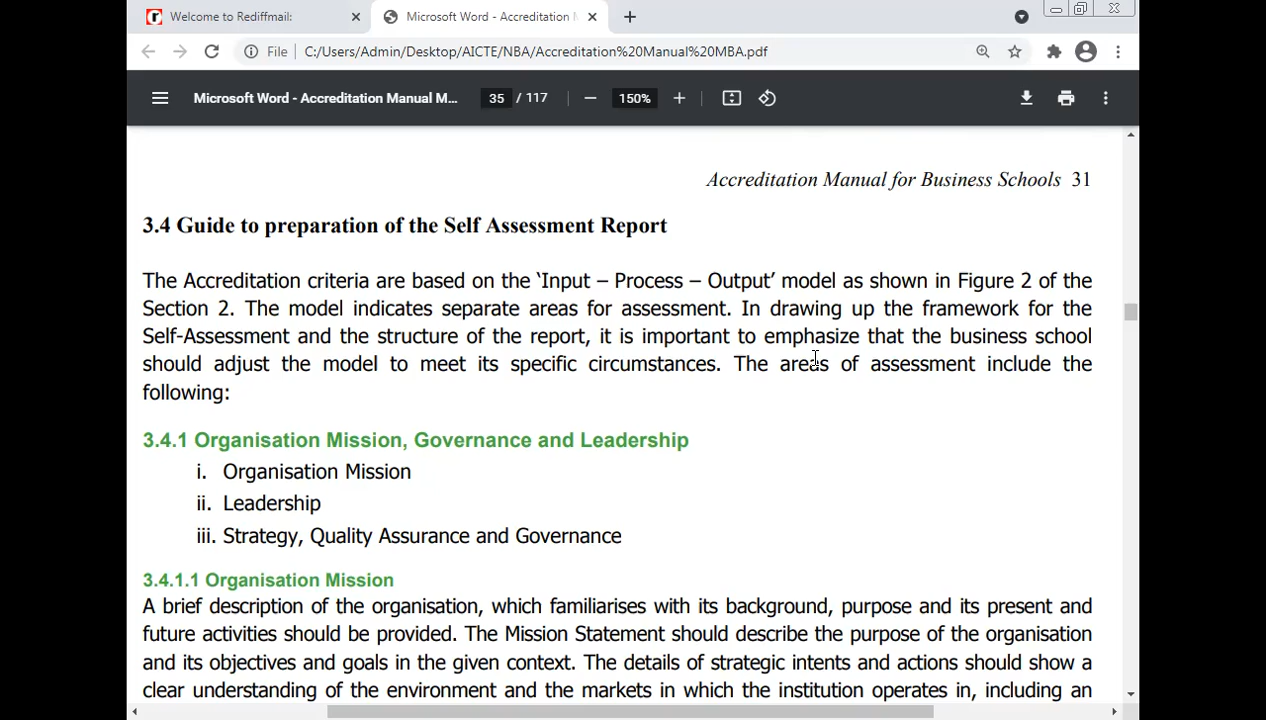 Welcome to Rediffmail:
Microsoft Word - Accreditation
File C:/Users/Admin/Desktop/AICTE/NBA/Accreditation%20Manual%20MBA.pdf
Microsoft Word - Accreditation Manual M... 35 / 117 150%
Accreditation Manual for Business Schools 31
3.4 Guide to preparation of the Self Assessment Report
The Accreditation criteria are based on the ‘Input – Process – Output’ model as shown in Figure 2 of the
Section 2. The model indicates separate areas for assessment. In drawing up the framework for the
Self-Assessment and the structure of the report, it is important to emphasize that the business school
should adjust the model to meet its specific circumstances. The areas of assessment include the
following:
3.4.1 Organisation Mission, Governance and Leadership
i. Organisation Mission
ii. Leadership
iii. Strategy, Quality Assurance and Governance
3.4.1.1 Organisation Mission
A brief description of the organisation, which familiarises with its background, purpose and its present and
future activities should be provided. The Mission Statement should describe the purpose of the organisation
and its objectives and goals in the given context. The details of strategic intents and actions should show a
clear understanding of the environment and the markets in which the institution operates in, including an